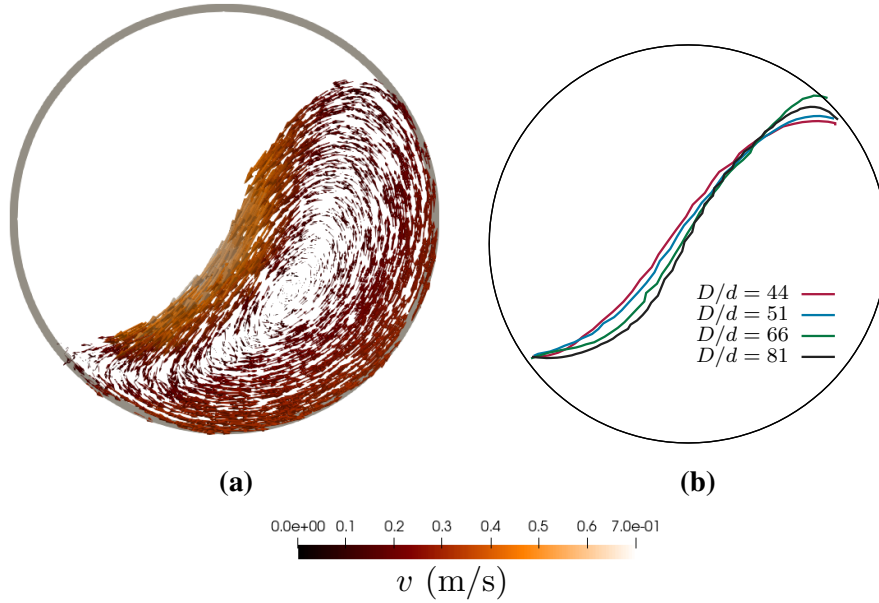 D/d = 44
D/d = 51
D/d = 66
D/d = 81
(a)
(b)
0.0e+00 0.1 0.2 0.3 0.4 0.5 0.6 7.0e-01
v (m/s)